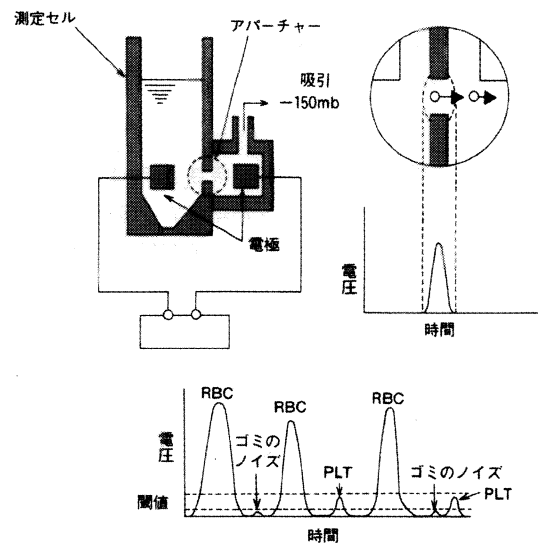 測定セル
アパーチャー
吸引
−150mb
電極
電圧
時間
RBC
RBC
RBC
ゴミの
ノイズ
PLT
ゴミのノイズ
PLT
電圧
閾値
時間